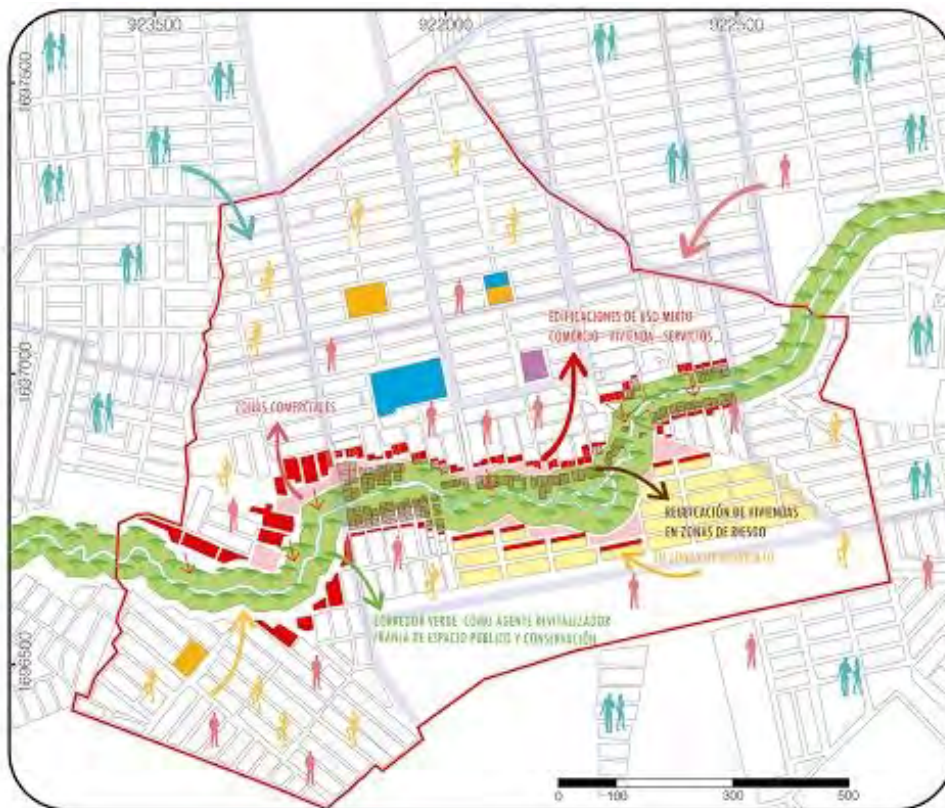 923500
922000
922500
1697500
1697000
1696500
EDIFICACIONES DE USO MIXTO
COMERCIO - VIVIENDA - SERVICIOS
ZONAS COMERCIALES
REUBICACIÓN DE VIVIENDAS
EN ZONAS DE RIESGO
CORREDOR VERDE COMO AGENTE REVITALIZADOR
FRANJA DE ESPACIO PÚBLICO Y CONSERVACIÓN
0 100 300 500